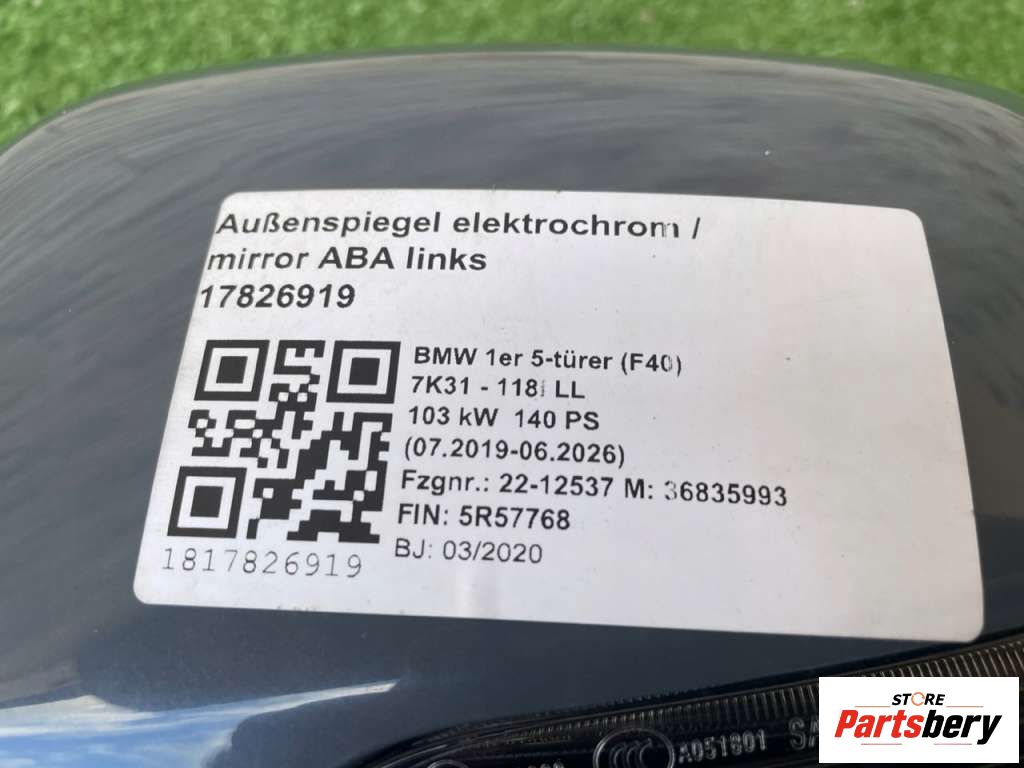 Außenspiegel elektrochrom /
mirror ABA links
17826919
BMW 1er 5-türer (F40)
7K31 - 118i LL
103 kW 140 PS
(07.2019-06.2026)
Fzgnr.: 22-12537 M: 36835993
FIN: 5R57768
BJ: 03/2020
1817826919
A051801
STORE
Partsbery